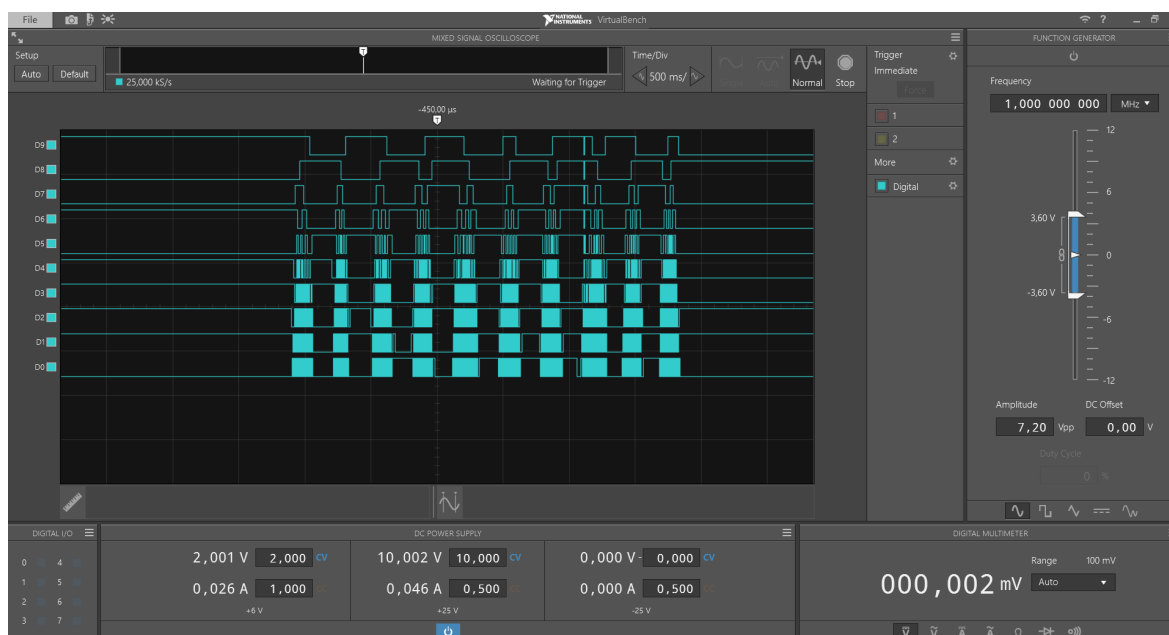 File
NATIONAL INSTRUMENTS VirtualBench
?
MIXED SIGNAL OSCILLOSCOPE
FUNCTION GENERATOR
Setup
Auto Default
25,000 kS/s
Waiting for Trigger
Time/Div
500 ms/
Normal
Stop
Trigger
Immediate
Force
1
2
More
Digital
-450,00 µs
T
D9
D8
D7
D6
D5
D4
D3
D2
D1
D0
Frequency
1,000 000 000 MHz
12
6
0
-6
-12
3,60 V
-3,60 V
Amplitude
DC Offset
7,20 Vpp
0,00 V
Duty Cycle
0 %
DIGITAL I/O
0 4
1 5
2 6
3 7
DC POWER SUPPLY
2,001 V 2,000 CV
0,026 A 1,000 CC
+6 V
10,002 V 10,000 CV
0,046 A 0,500 CC
+25 V
0,000 V- 0,000 CV
0,000 A 0,500 CC
-25 V
DIGITAL MULTIMETER
000,002 mV
Range 100 mV
Auto